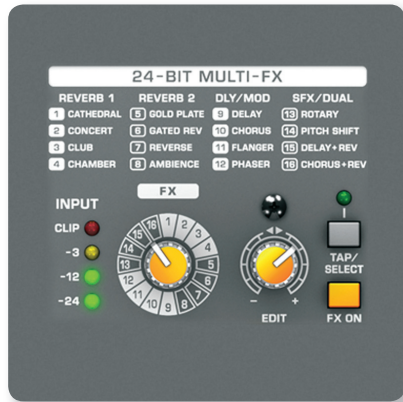 24-BIT MULTI-FX
REVERB 1 REVERB 2 DLY/MOD SFX/DUAL
1 CATHEDRAL 5 GOLD PLATE 9 DELAY 13 ROTARY
2 CONCERT 6 GATED REV 10 CHORUS 14 PITCH SHIFT
3 CLUB 7 REVERSE 11 FLANGER 15 DELAY+REV
4 CHAMBER 8 AMBIENCE 12 PHASER 16 CHORUS+REV
FX
INPUT
CLIP
-3
-12
-24
1 2 3 4 5 6 7 8 9 10 11 12 13 14 15 16
- +
EDIT
TAP/
SELECT
FX ON